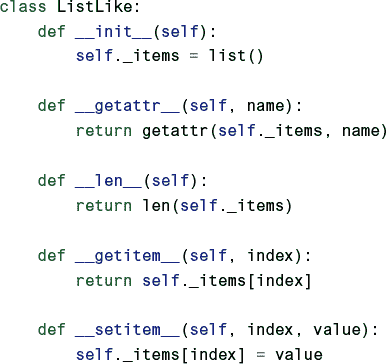 class ListLike:
    def __init__(self):
        self._items = list()

    def __getattr__(self, name):
        return getattr(self._items, name)

    def __len__(self):
        return len(self._items)

    def __getitem__(self, index):
        return self._items[index]

    def __setitem__(self, index, value):
        self._items[index] = value